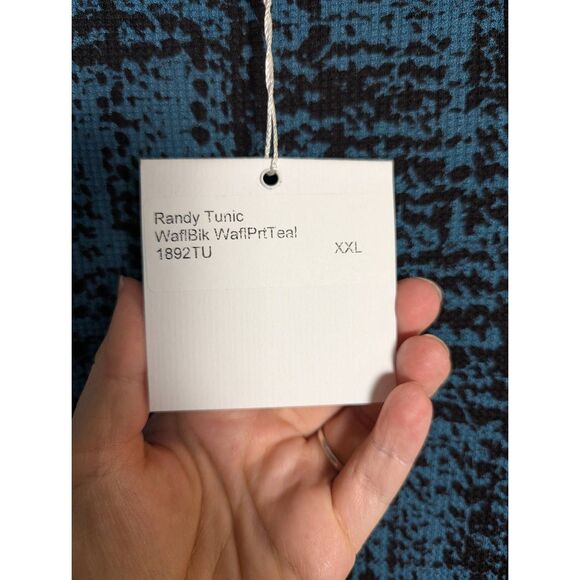 Randy Tunic
WaflBlk WaflPrtTeal
1892TU XXL